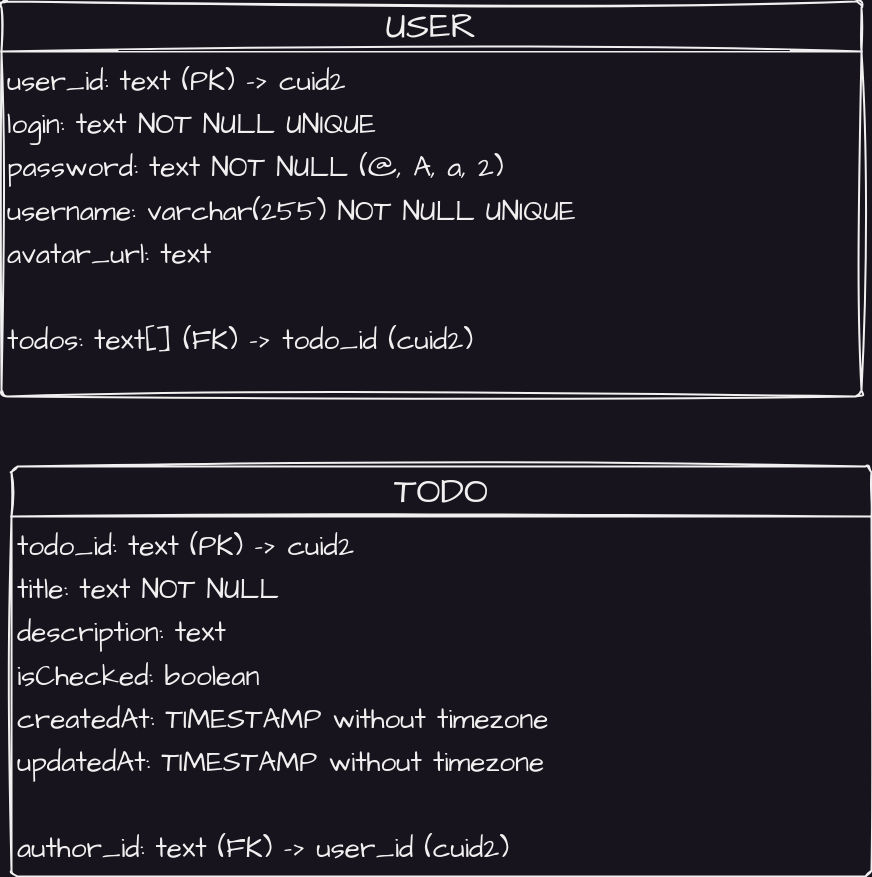 USER
user_id: text (PK) -> cuid2
login: text NOT NULL UNIQUE
password: text NOT NULL (@, A, a, 2)
username: varchar(255) NOT NULL UNIQUE
avatar_url: text
todos: text[] (FK) -> todo_id (cuid2)
TODO
todo_id: text (PK) -> cuid2
title: text NOT NULL
description: text
isChecked: boolean
createdAt: TIMESTAMP without timezone
updatedAt: TIMESTAMP without timezone
author_id: text (FK) -> user_id (cuid2)